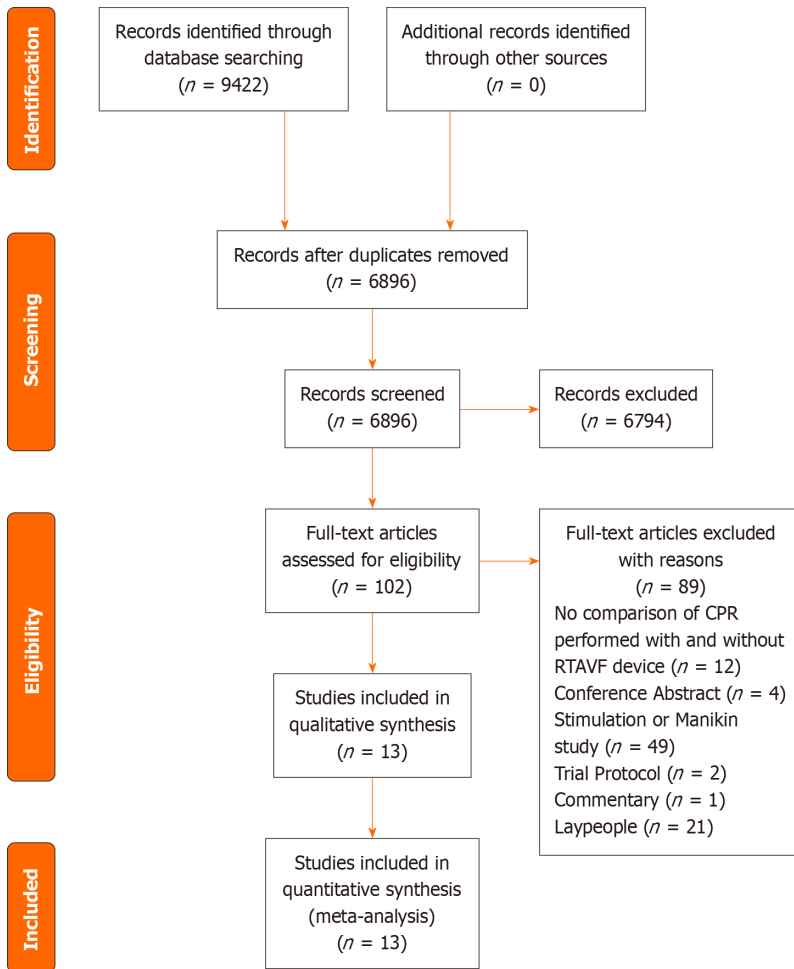 Identification
Records identified through
database searching
(n = 9422)
Additional records identified
through other sources
(n = 0)
Screening
Records after duplicates removed
(n = 6896)
Records screened
(n = 6896)
Records excluded
(n = 6794)
Eligibility
Full-text articles
assessed for eligibility
(n = 102)
Full-text articles excluded
with reasons
(n = 89)
No comparison of CPR
performed with and without
RTAVF device (n = 12)
Conference Abstract (n = 4)
Stimulation or Manikin
study (n = 49)
Trial Protocol (n = 2)
Commentary (n = 1)
Laypeople (n = 21)
Studies included in
qualitative synthesis
(n = 13)
Included
Studies included in
quantitative synthesis
(meta-analysis)
(n = 13)